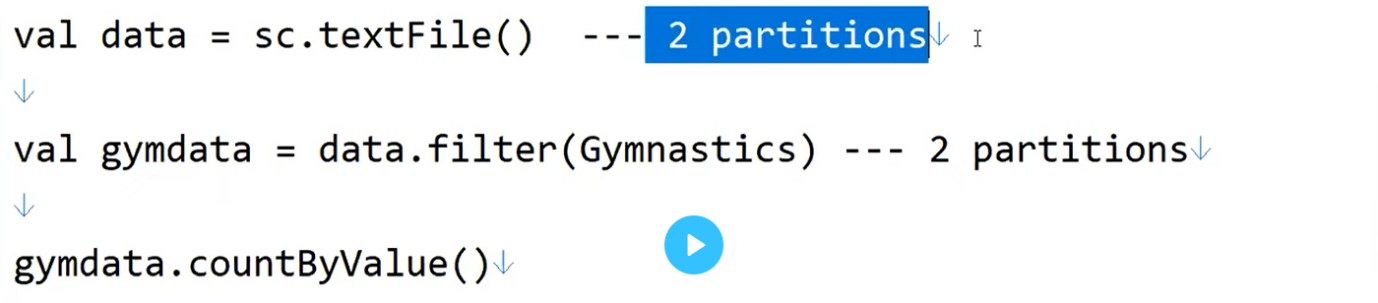 val data = sc.textFile()  --- 2 partitions↓
↓
val gymdata = data.filter(Gymnastics) --- 2 partitions↓
↓
gymdata.countByValue()↓